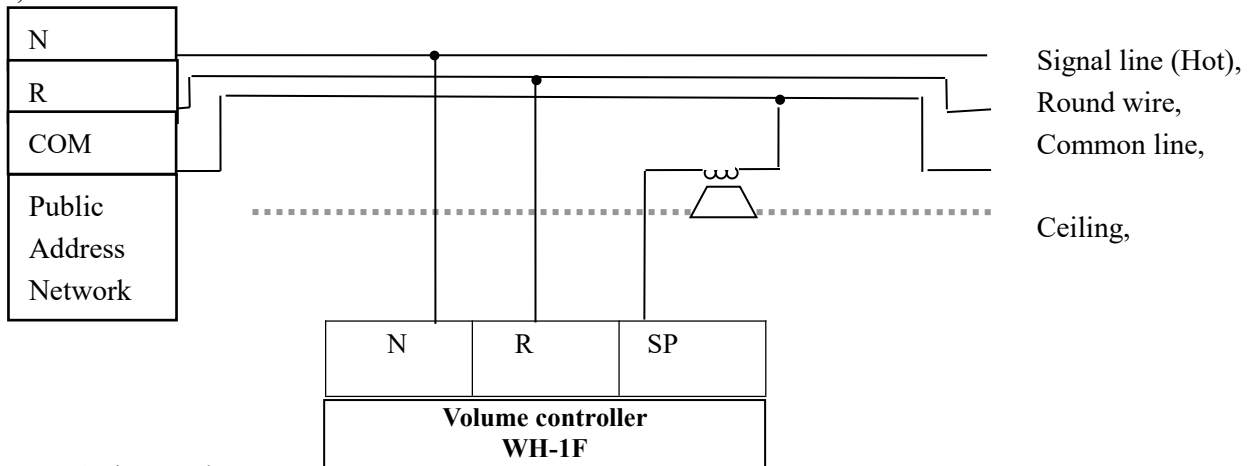 N
R
COM
Public
Address
Network
Signal line (Hot),
Round wire,
Common line,
Ceiling,
N R SP
Volume controller
WH-1F